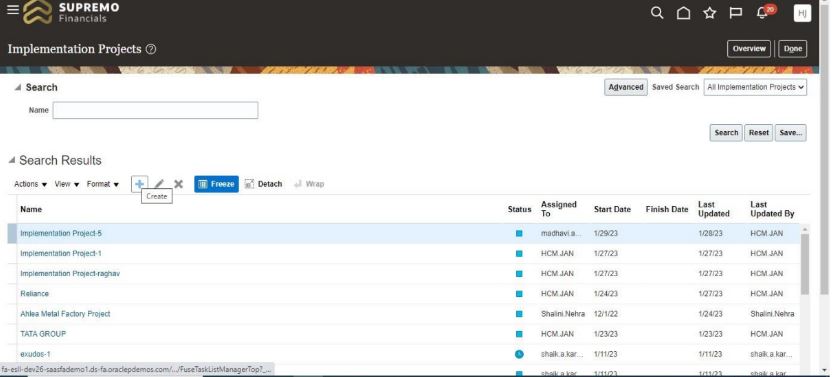 SUPREMO
Financials
20
HJ
Implementation Projects
Overview
Done
Search
Advanced Saved Search All Implementation Projects
Name
Search Reset Save...
Search Results
Actions View Format Freeze Detach Wrap
Create
Name Status Assigned To Start Date Finish Date Last Updated Last Updated By
Implementation Project-5 madhavi.a... 1/29/23 1/28/23 HCM.JAN
Implementation Project-1 HCM.JAN 1/27/23 1/27/23 HCM.JAN
Implementation Project-raghav HCM.JAN 1/27/23 1/27/23 HCM.JAN
Reliance HCM.JAN 1/24/23 1/27/23 HCM.JAN
Ahlea Metal Factory Project Shalini.Nehra 12/1/22 1/24/23 Shalini.Nehra
TATA GROUP HCM.JAN 1/23/23 1/23/23 HCM.JAN
exudos-1 shaik.a.kar... 1/11/23 1/11/23 shaik.a.kar...
fa-esll-dev26-saasfademo1.ds-fa.oraclepdemos.com/.../FuseTaskListManagerTop?_...
shaik.a.kar... 1/11/23 1/11/23 shaik.a.kar...